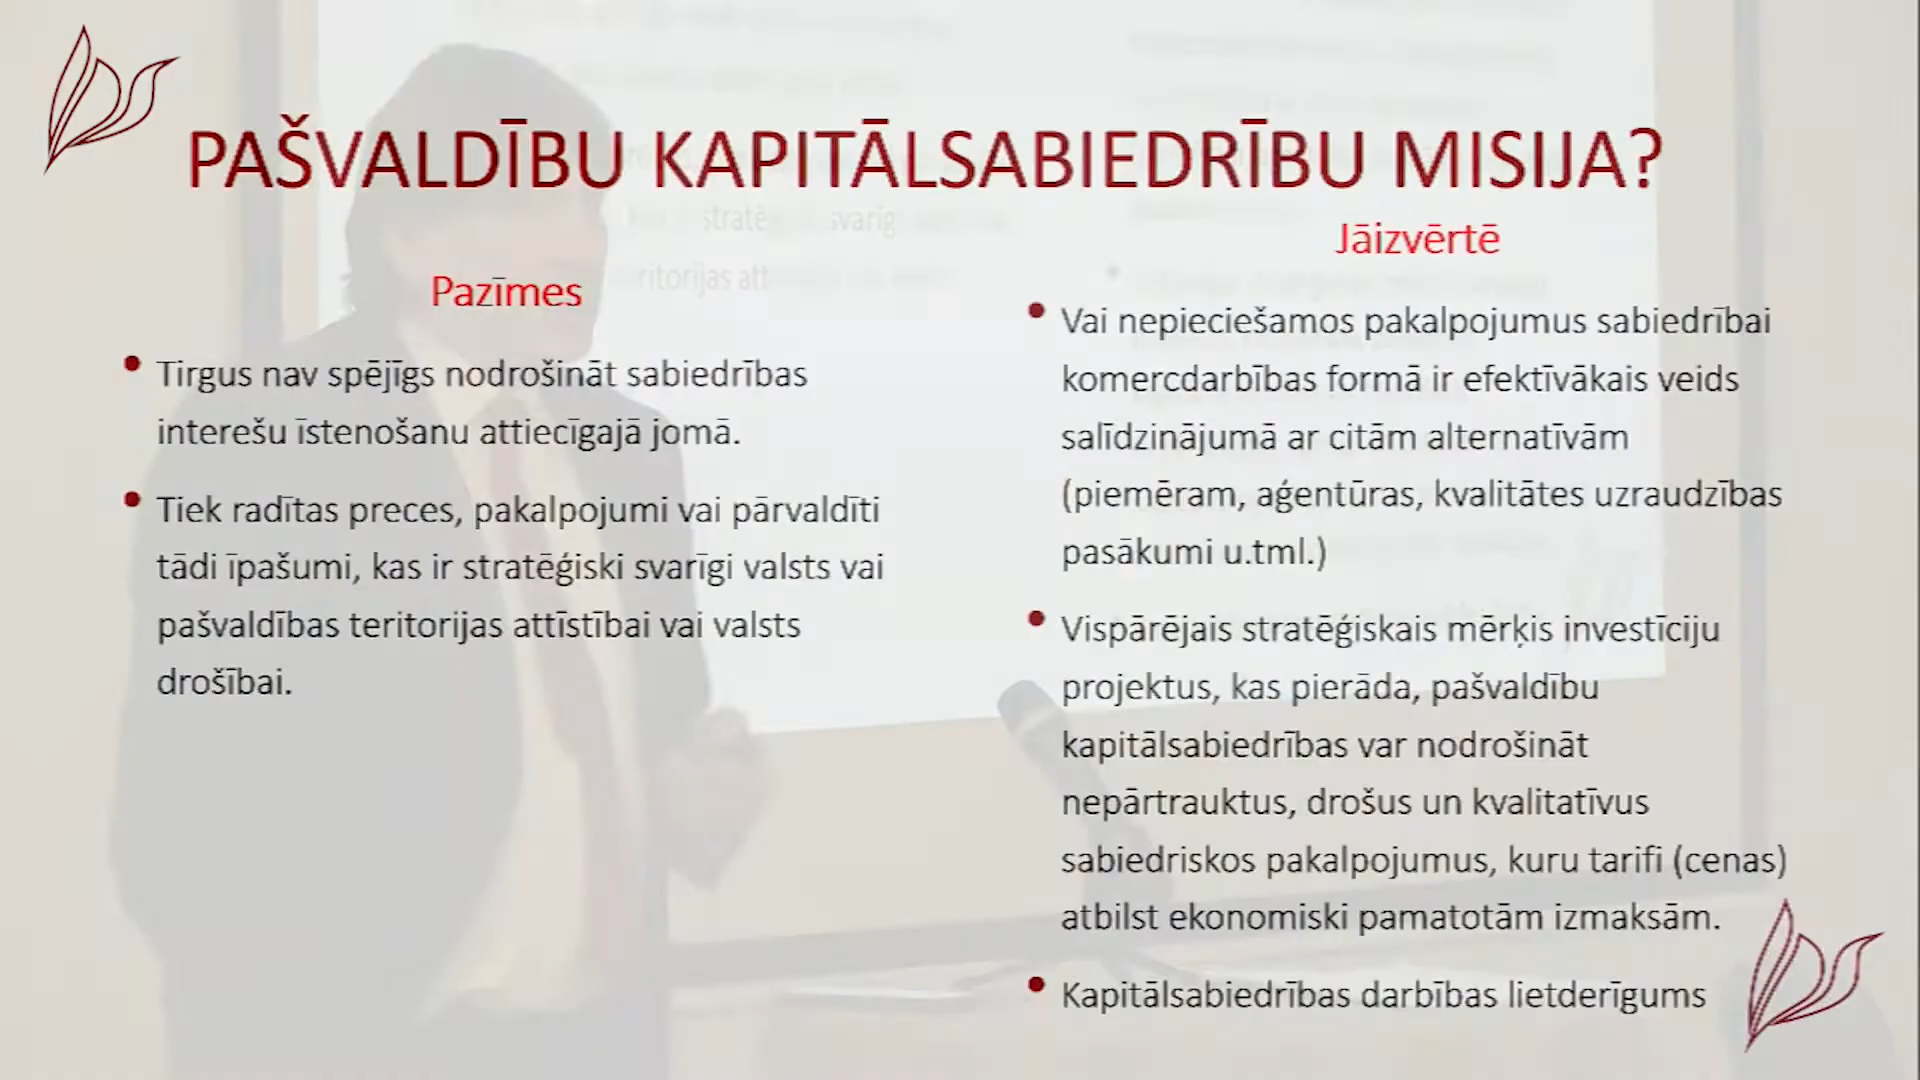 PAŠVALDĪBU KAPITĀLSABIEDRĪBU MISIJA?
Pazīmes
• Tirgus nav spējīgs nodrošināt sabiedrības
interešu īstenošanu attiecīgajā jomā.
• Tiek radītas preces, pakalpojumi vai pārvaldīti
tādi īpašumi, kas ir stratēģiski svarīgi valsts vai
pašvaldības teritorijas attīstībai vai valsts
drošībai.
Jāizvērtē
• Vai nepieciešamos pakalpojumus sabiedrībai
komercdarbības formā ir efektīvākais veids
salīdzinājumā ar citām alternatīvām
(piemēram, aģentūras, kvalitātes uzraudzības
pasākumi u.tml.)
• Vispārējais stratēģiskais mērķis investīciju
projektus, kas pierāda, pašvaldību
kapitālsabiedrības var nodrošināt
nepārtrauktus, drošus un kvalitatīvus
sabiedriskos pakalpojumus, kuru tarifi (cenas)
atbilst ekonomiski pamatotām izmaksām.
• Kapitālsabiedrības darbības lietderīgums